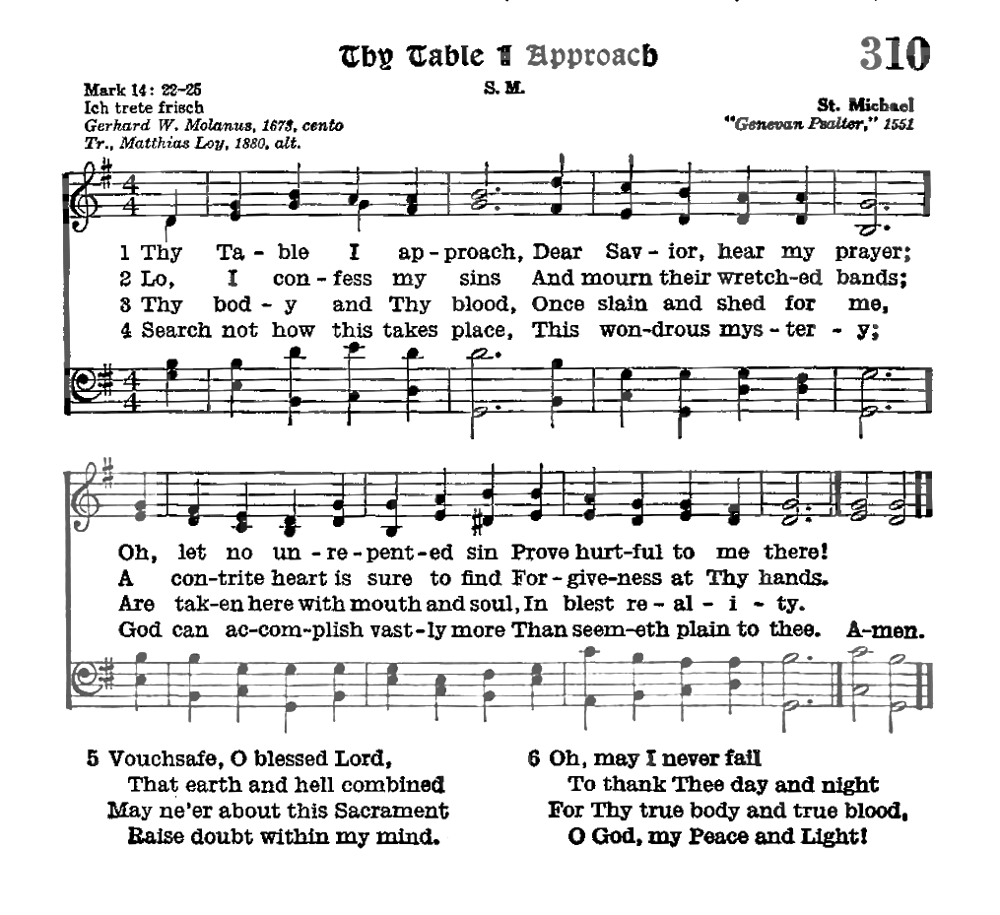 Thy Table I Approach
310
S. M.
Mark 14: 22-25
Ich trete frisch
Gerhard W. Molanus, 1673, cento
Tr., Matthias Loy, 1880, alt.
St. Michael
"Genevan Psalter," 1551
1 Thy Ta - ble I ap - proach, Dear Sav - ior, hear my prayer;
2 Lo, I con - fess my sins And mourn their wretch-ed bands;
3 Thy bod - y and Thy blood, Once slain and shed for me,
4 Search not how this takes place, This won-drous mys - ter - y;
Oh, let no un - re - pent - ed sin Prove hurt-ful to me there!
A con-trite heart is sure to find For - give-ness at Thy hands.
Are tak-en here with mouth and soul, In blest re - al - i - ty.
God can ac-com-plish vast - ly more Than seem-eth plain to thee. A-men.
5 Vouchsafe, O blessed Lord,
That earth and hell combined
May ne'er about this Sacrament
Raise doubt within my mind.
6 Oh, may I never fail
To thank Thee day and night
For Thy true body and true blood,
O God, my Peace and Light!